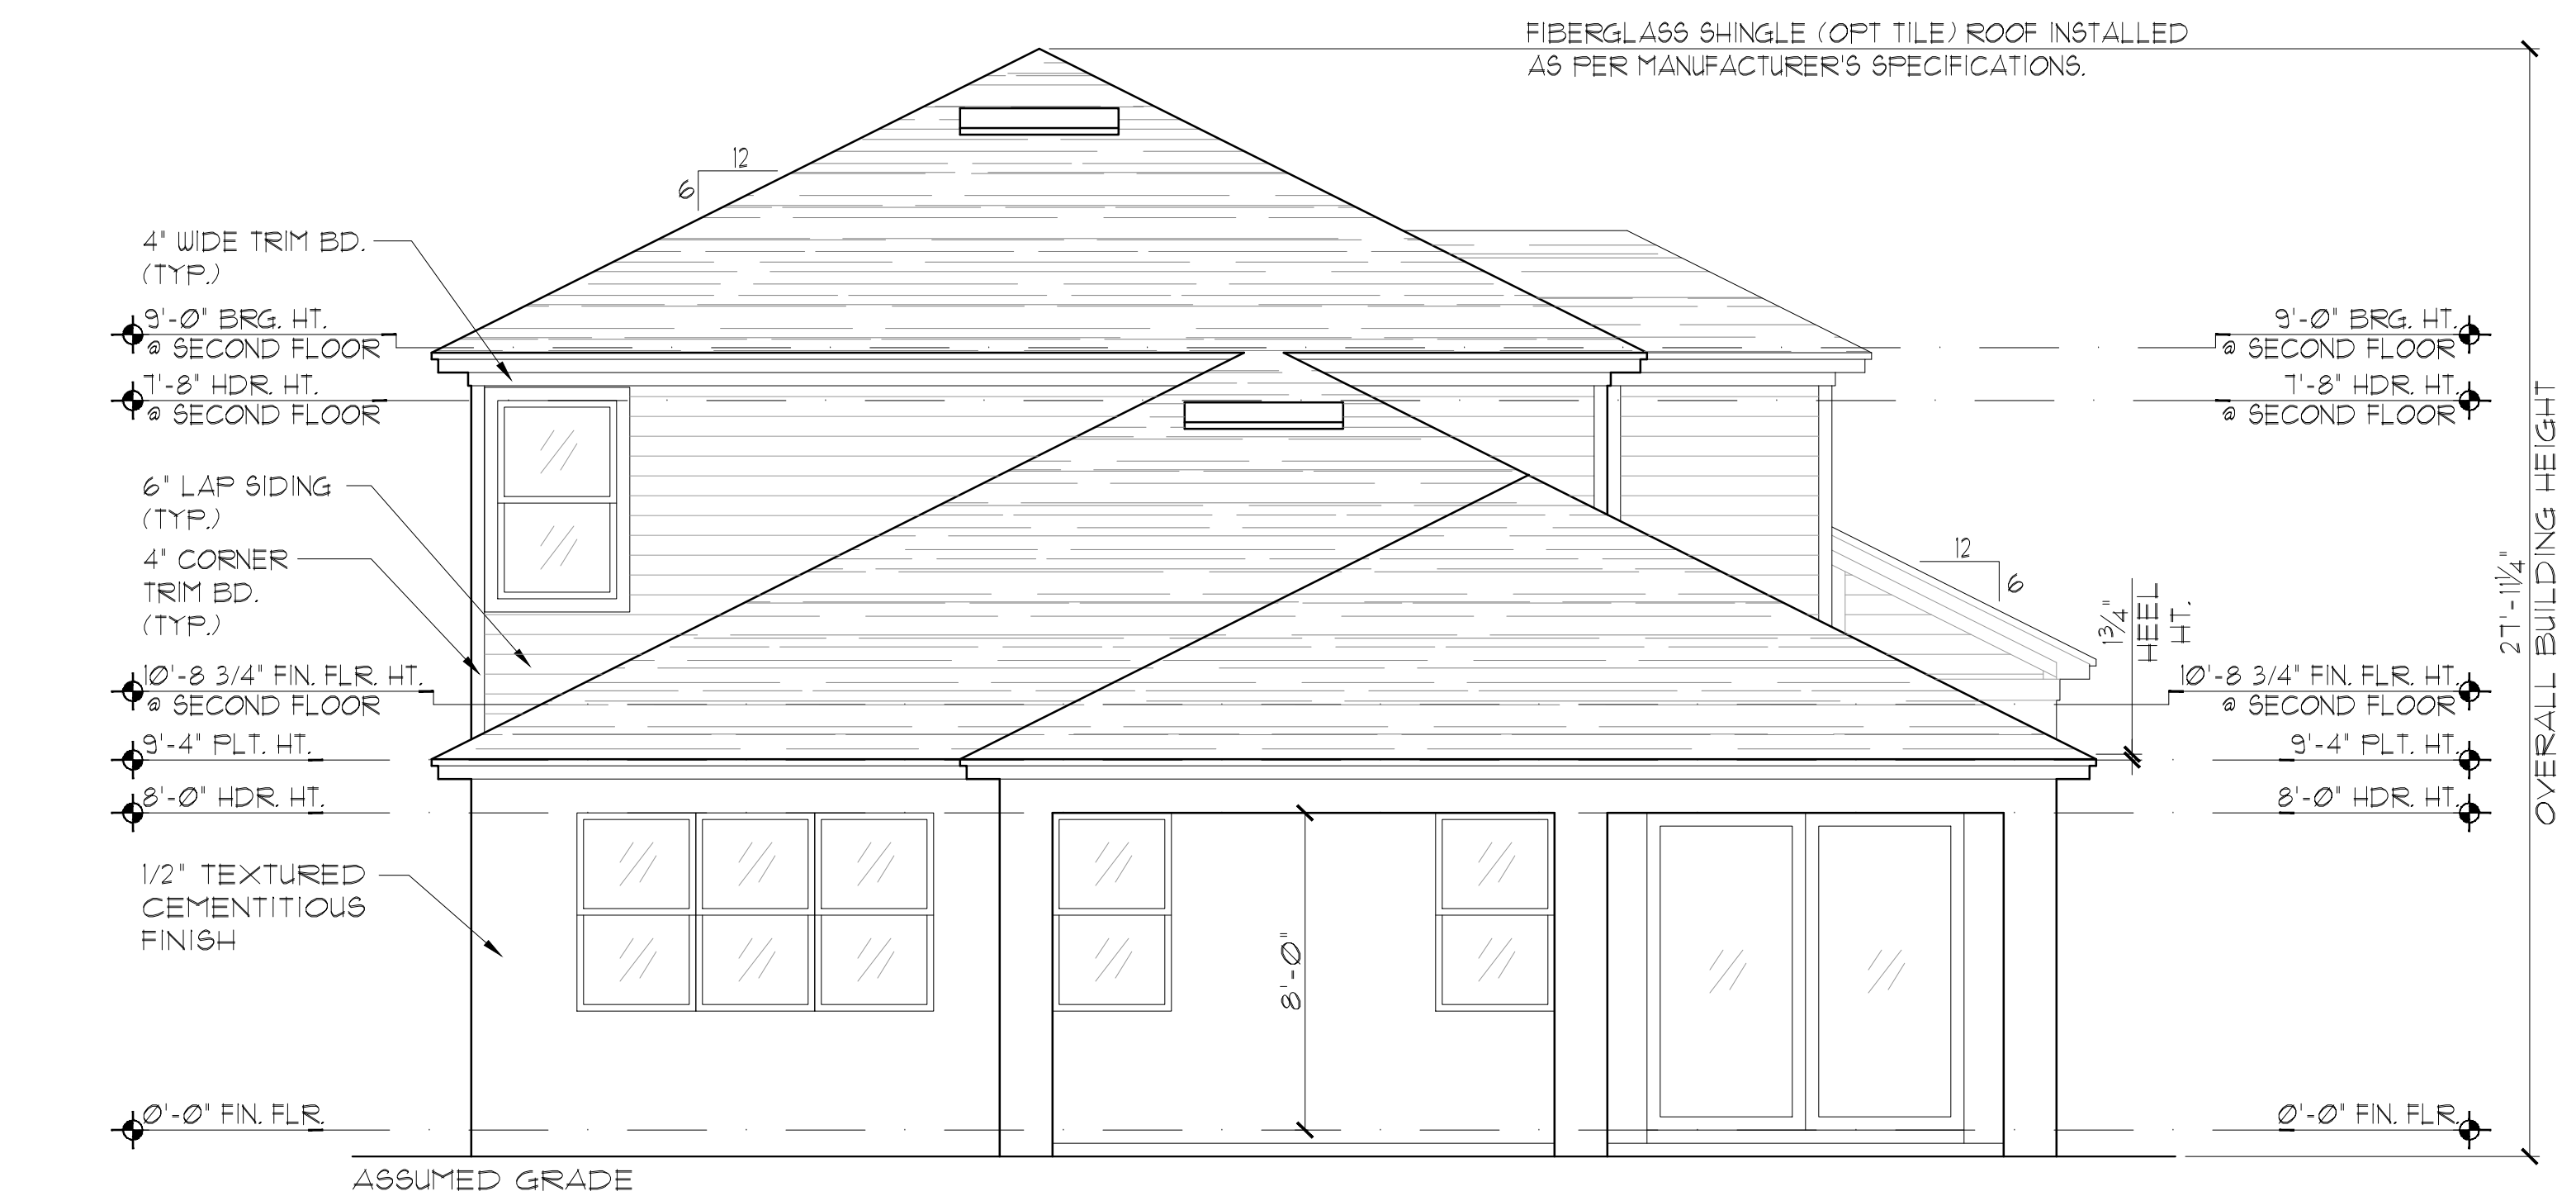 FIBERGLASS SHINGLE (OPT TILE) ROOF INSTALLED
AS PER MANUFACTURER'S SPECIFICATIONS.
12
6
4" WIDE TRIM BD.
(TYP.)
9'-0" BRG. HT.
@ SECOND FLOOR
7'-8" HDR. HT.
@ SECOND FLOOR
6" LAP SIDING
(TYP.)
4" CORNER
TRIM BD.
(TYP.)
10'-8 3/4" FIN. FLR. HT.
@ SECOND FLOOR
9'-4" PLT. HT.
8'-0" HDR. HT.
1/2" TEXTURED
CEMENTITIOUS
FINISH
0'-0" FIN. FLR.
ASSUMED GRADE
8'-0"
12
6
1 3/4"
HEEL
HT.
9'-0" BRG. HT.
@ SECOND FLOOR
7'-8" HDR. HT.
@ SECOND FLOOR
10'-8 3/4" FIN. FLR. HT.
@ SECOND FLOOR
9'-4" PLT. HT.
8'-0" HDR. HT.
0'-0" FIN. FLR.
27'-11 1/4"
OVERALL BUILDING HEIGHT